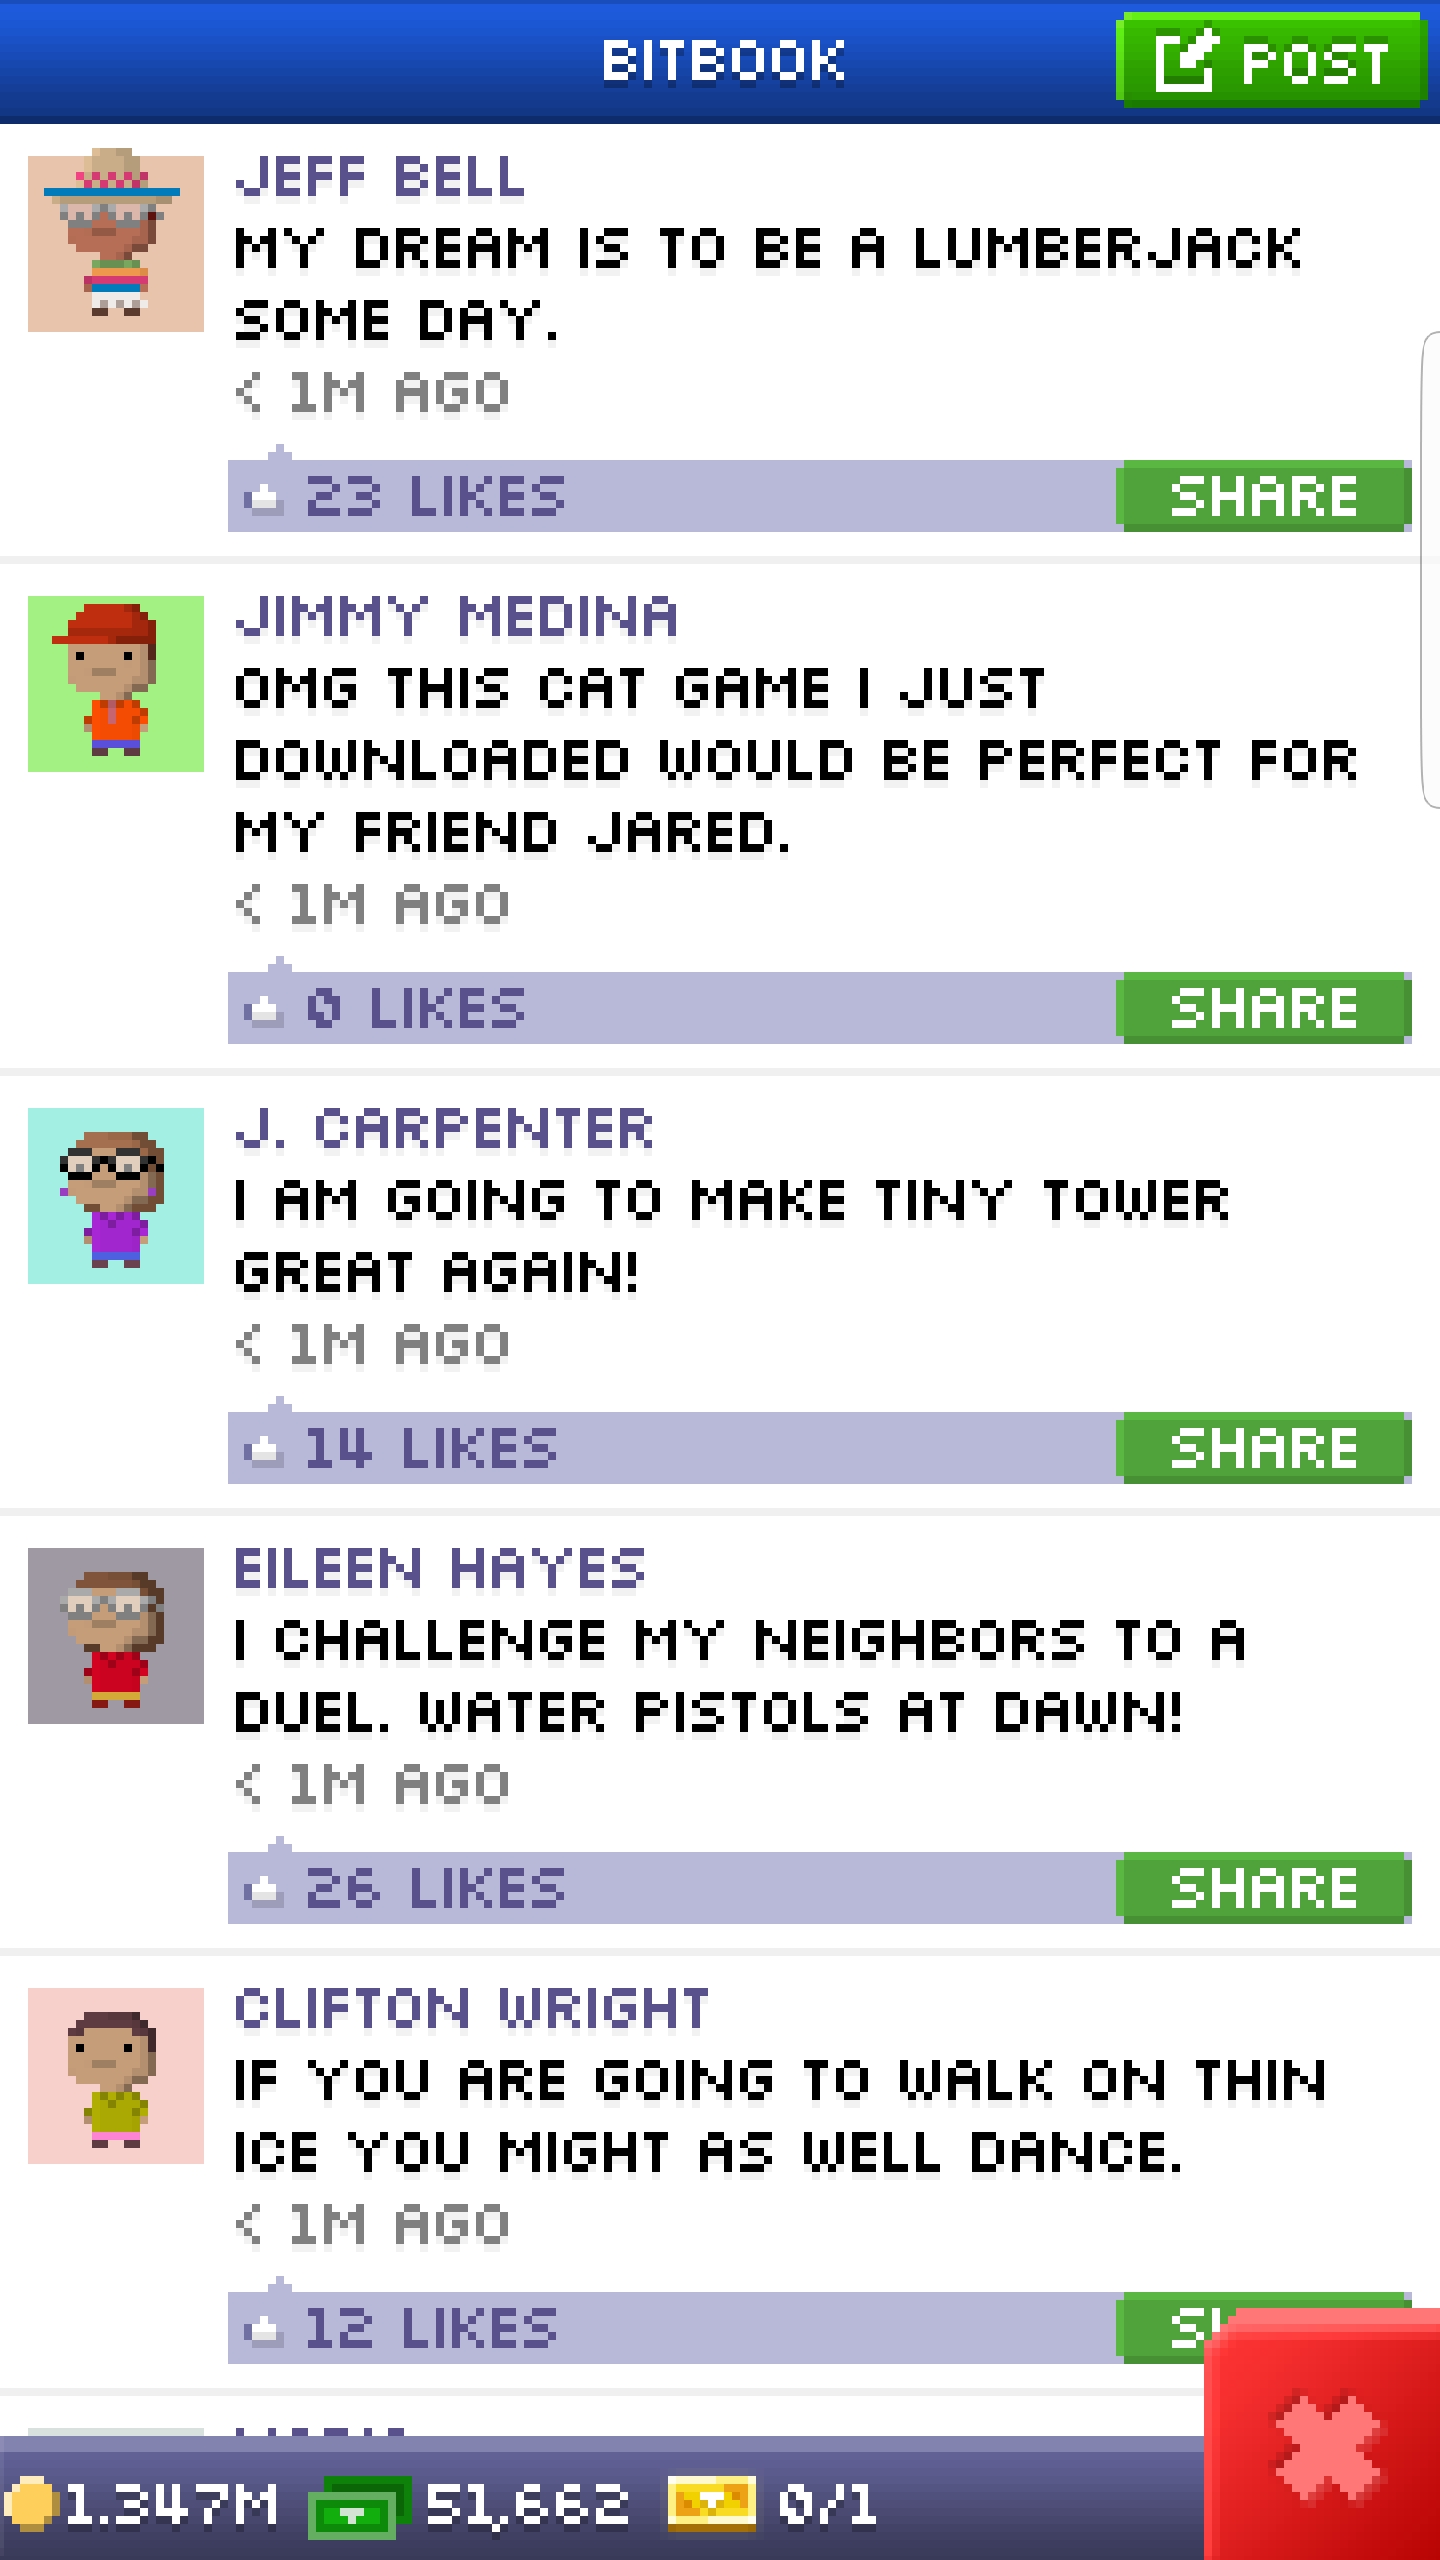 BITBOOK
POST
JEFF BELL
MY DREAM IS TO BE A LUMBERJACK
SOME DAY.
< 1M AGO
23 LIKES
SHARE
JIMMY MEDINA
OMG THIS CAT GAME I JUST
DOWNLOADED WOULD BE PERFECT FOR
MY FRIEND JARED.
< 1M AGO
0 LIKES
SHARE
J. CARPENTER
I AM GOING TO MAKE TINY TOWER
GREAT AGAIN!
< 1M AGO
14 LIKES
SHARE
EILEEN HAYES
I CHALLENGE MY NEIGHBORS TO A
DUEL. WATER PISTOLS AT DAWN!
< 1M AGO
26 LIKES
SHARE
CLIFTON WRIGHT
IF YOU ARE GOING TO WALK ON THIN
ICE YOU MIGHT AS WELL DANCE.
< 1M AGO
12 LIKES
1.347M 51,662 0/1